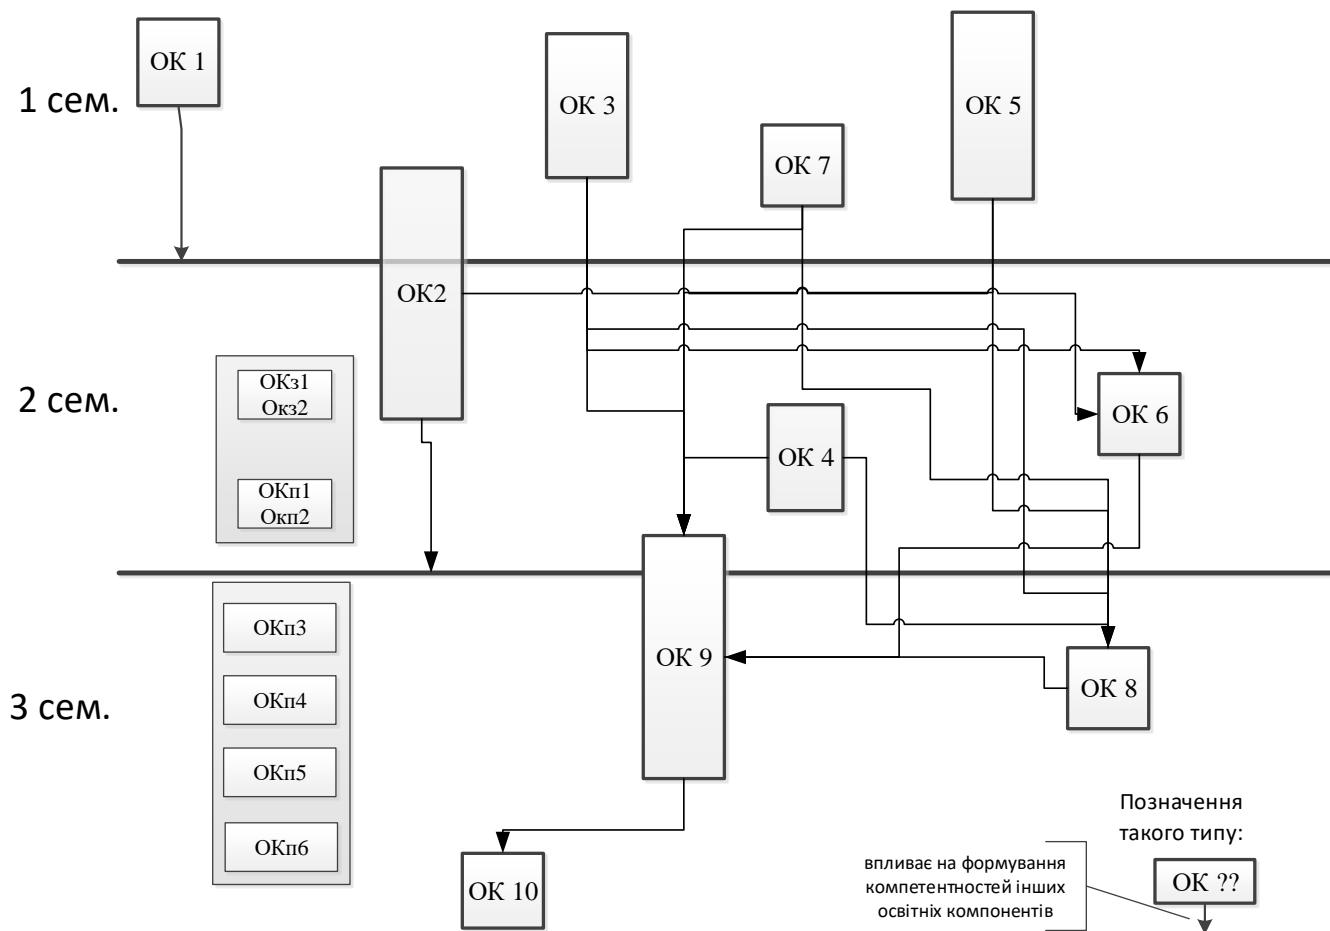 ОК 1
1 сем.
ОК 3
ОК 5
ОК 7
ОК2
2 сем.
ОКз1
Окз2
ОК 6
ОК 4
ОКп1
Окп2
ОКп3
ОК 9
ОКп4
ОК 8
3 сем.
ОКп5
ОКп6
ОК 10
Позначення
такого типу:
впливає на формування
компетентностей інших
освітніх компонентів
ОК ??